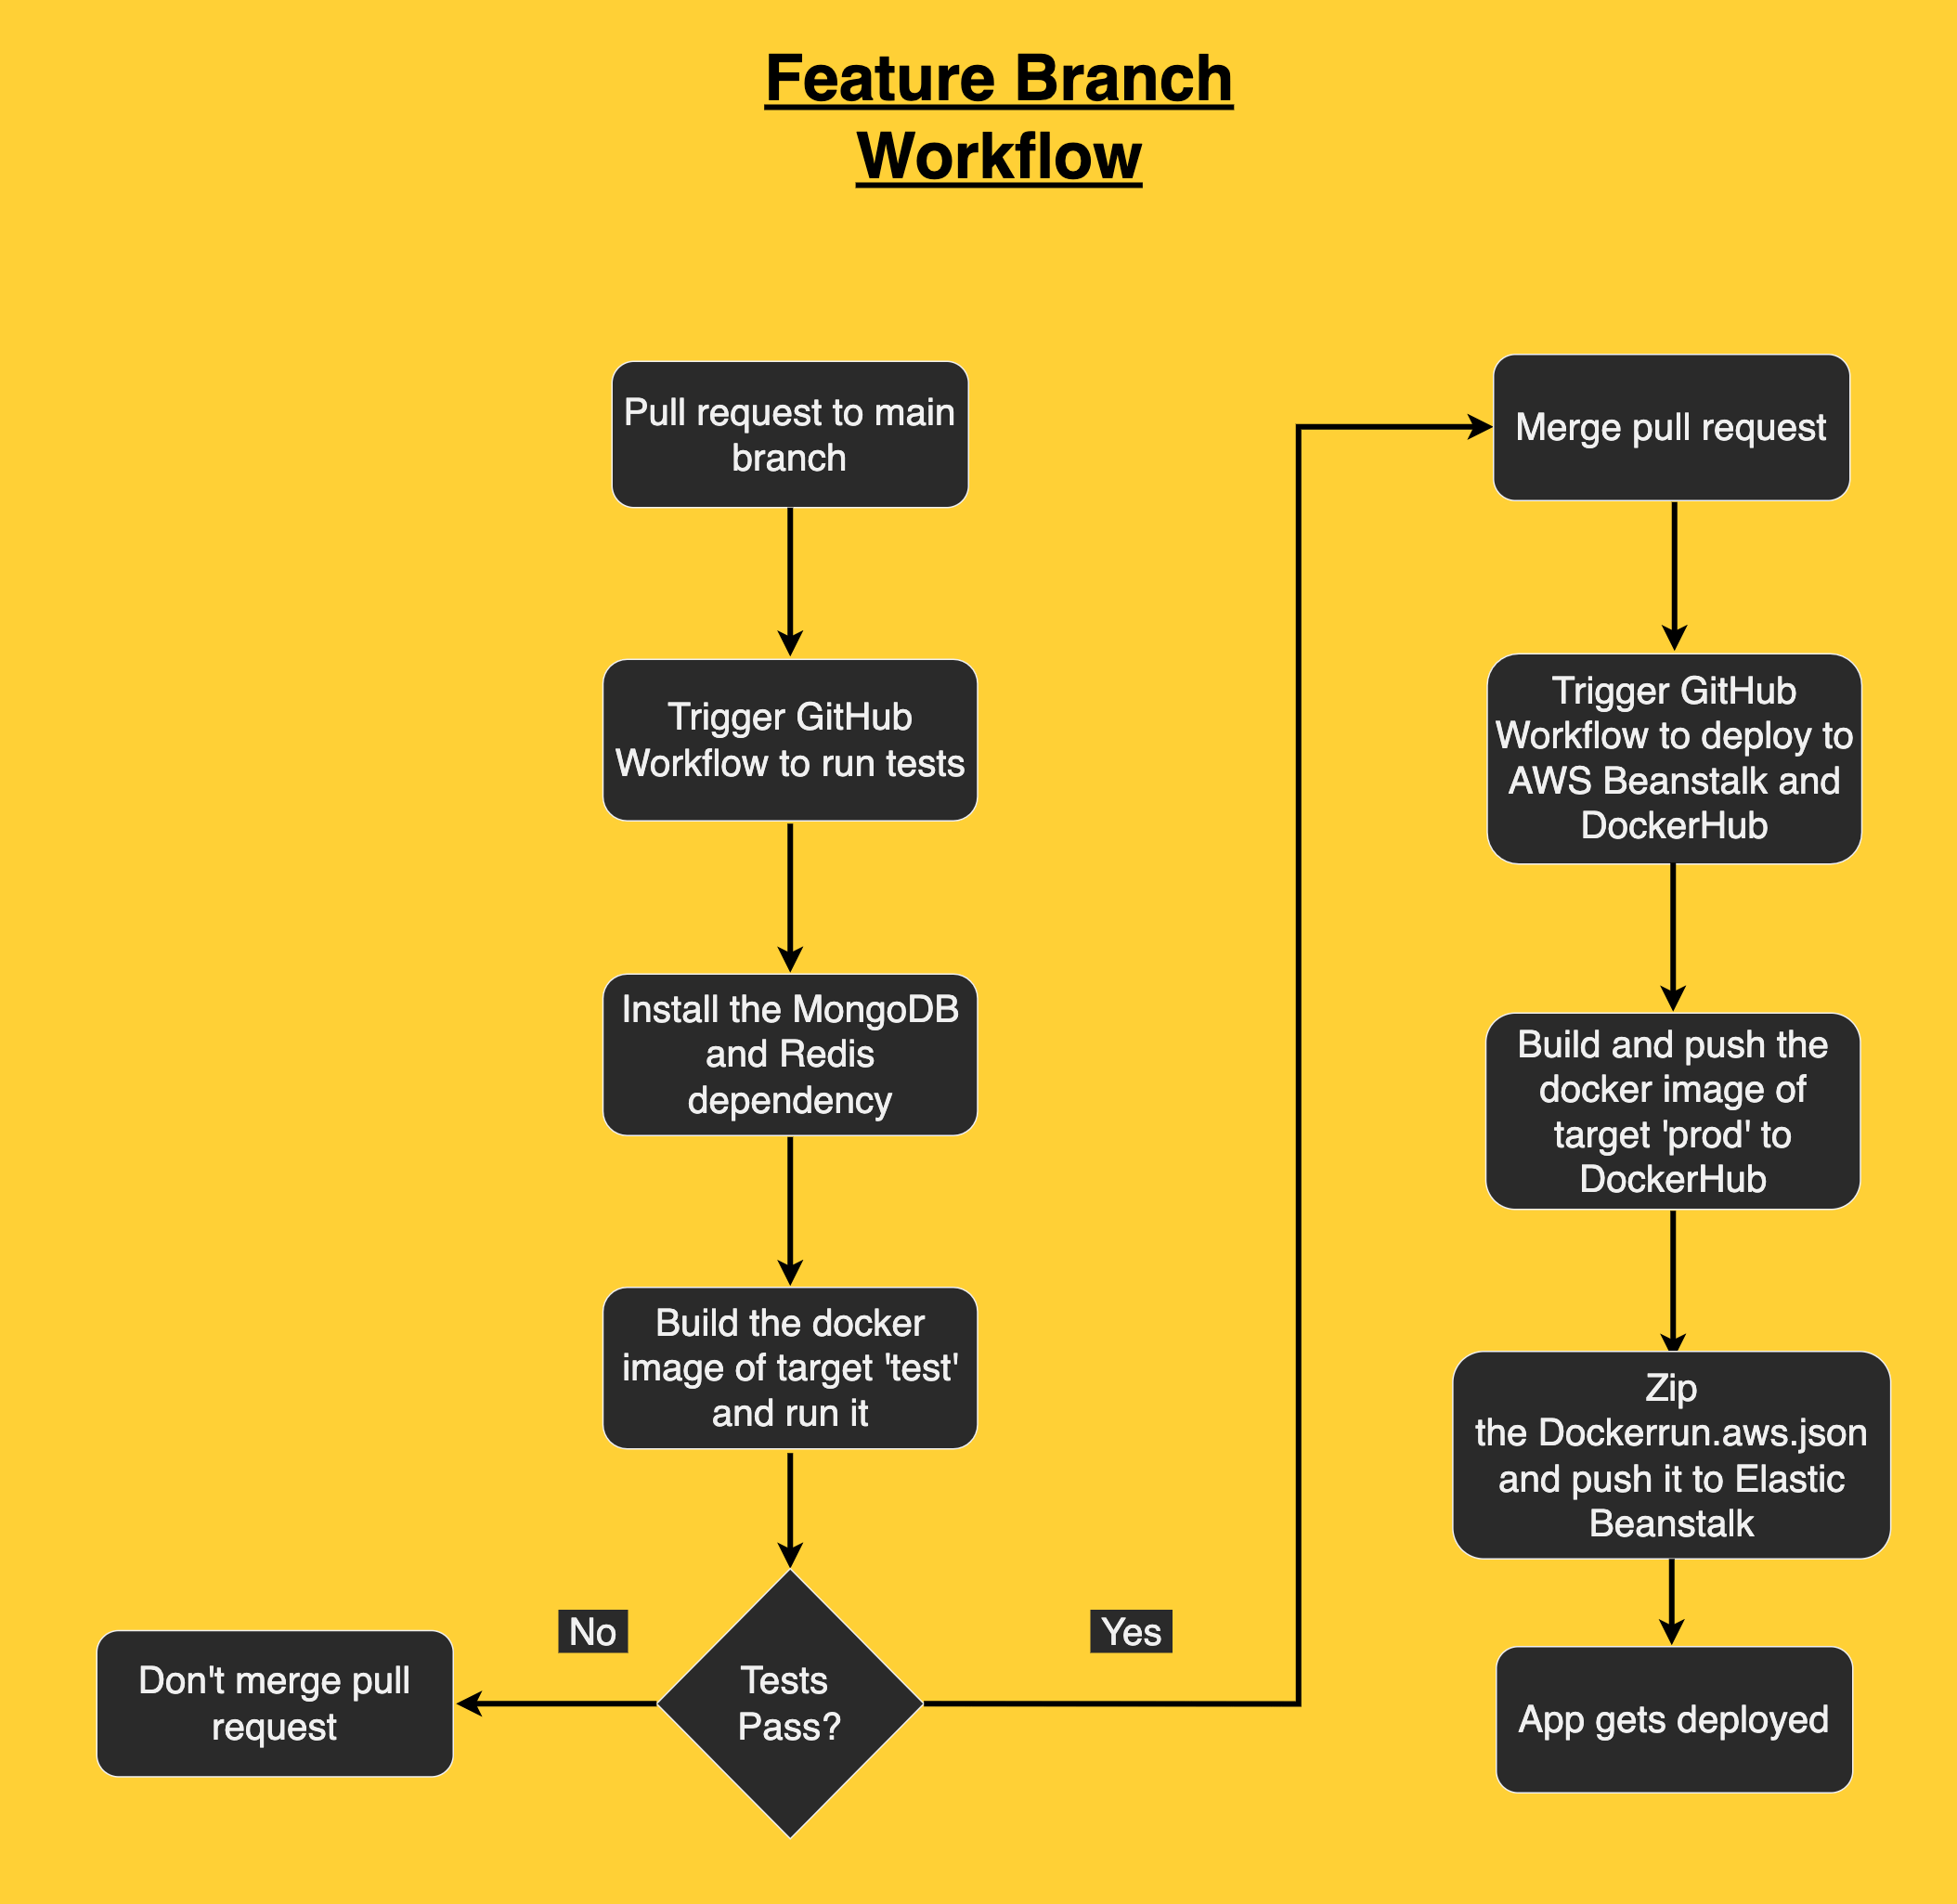 Feature Branch
Workflow
Pull request to main
branch
Trigger GitHub
Workflow to run tests
Install the MongoDB
and Redis
dependency
Build the docker
image of target 'test'
and run it
Tests
Pass?
No
Don't merge pull
request
Yes
Merge pull request
Trigger GitHub
Workflow to deploy to
AWS Beanstalk and
DockerHub
Build and push the
docker image of
target 'prod' to
DockerHub
Zip
the Dockerrun.aws.json
and push it to Elastic
Beanstalk
App gets deployed